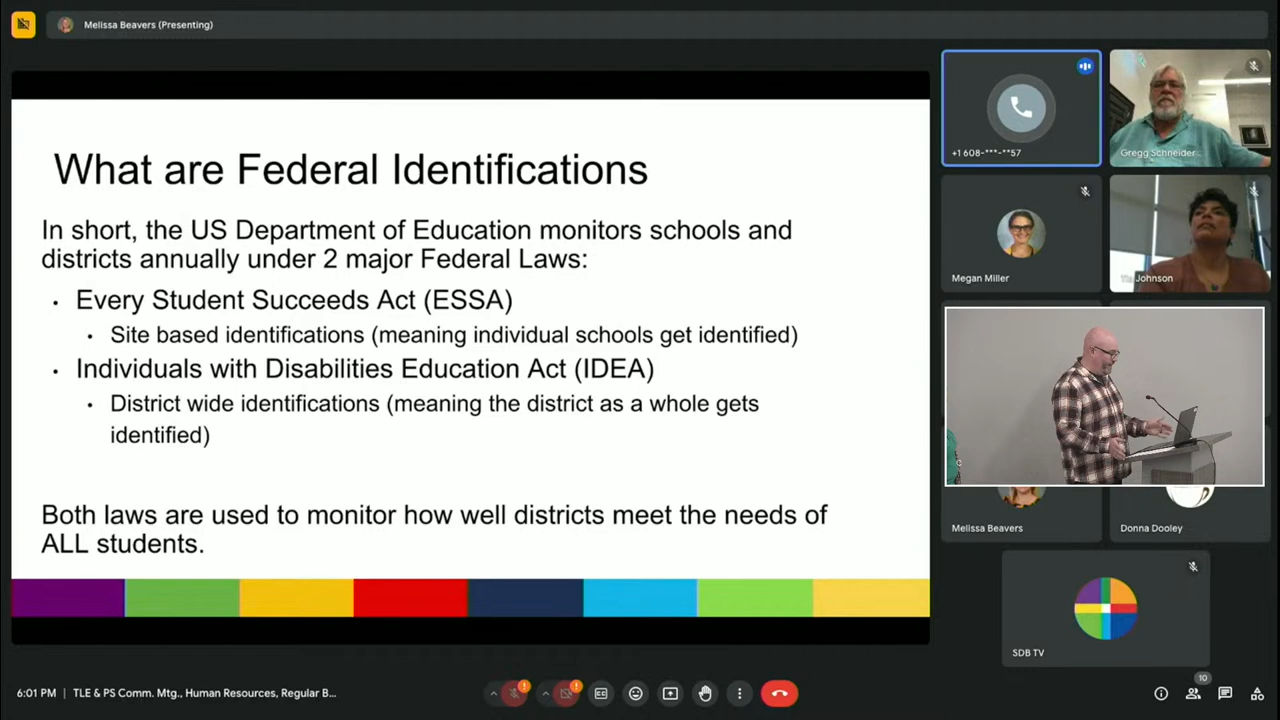 Melissa Beavers (Presenting)
What are Federal Identifications
In short, the US Department of Education monitors schools and
districts annually under 2 major Federal Laws:
• Every Student Succeeds Act (ESSA)
• Site based identifications (meaning individual schools get identified)
• Individuals with Disabilities Education Act (IDEA)
• District wide identifications (meaning the district as a whole gets
identified)
Both laws are used to monitor how well districts meet the needs of
ALL students.
+1 608-***-**57
Gregg Schneider
Megan Miller
Tia Johnson
Melissa Beavers
Donna Dooley
SDB TV
6:01 PM | TLE & PS Comm. Mtg., Human Resources, Regular B...
CC
10